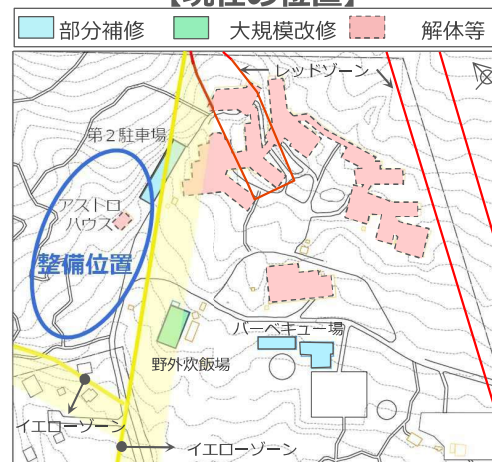 【現在の位置】
部分補修 大規模改修 解体等
レッドゾーン
第２駐車場
アストロ
ハウス
整備位置
バーベキュー場
野外炊飯場
イエローゾーン
イエローゾーン